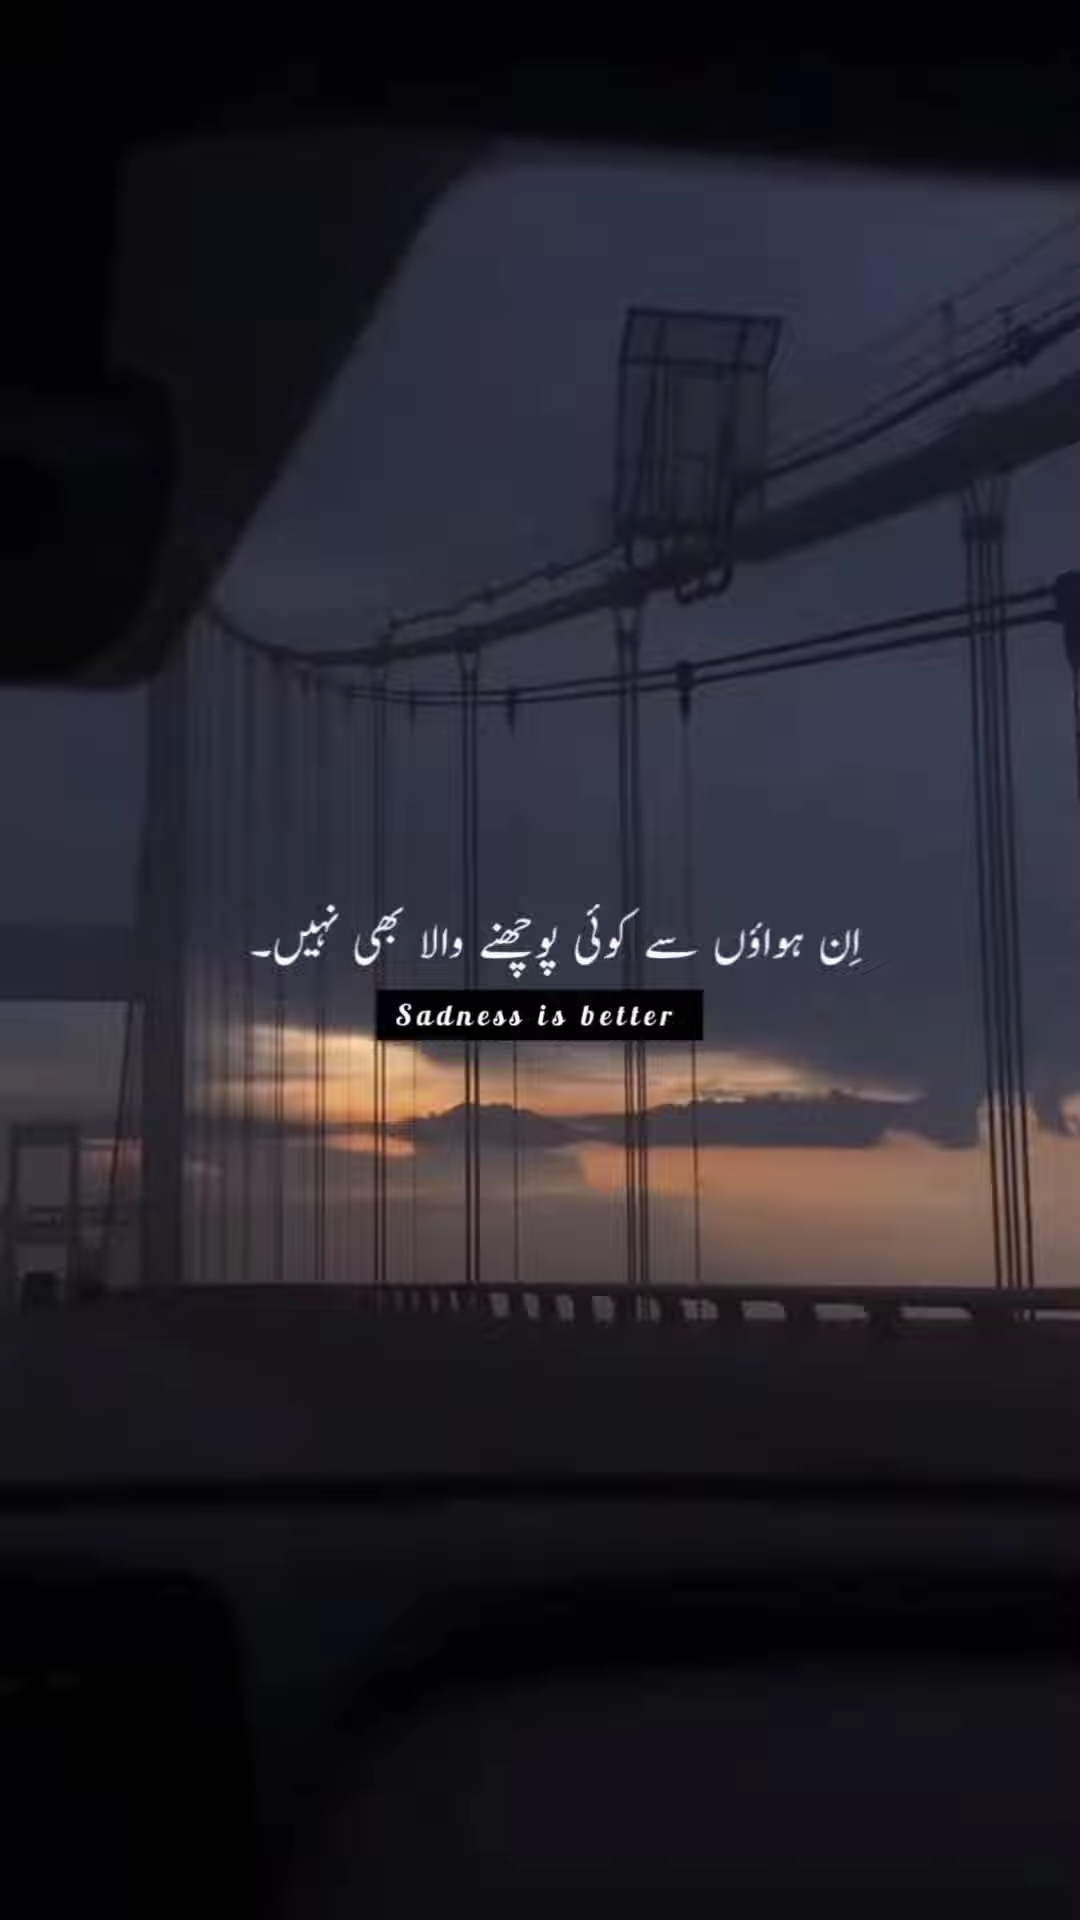 اِن ہواؤں سے کوئی پوچھنے والا بھی نہیں۔
Sadness is better